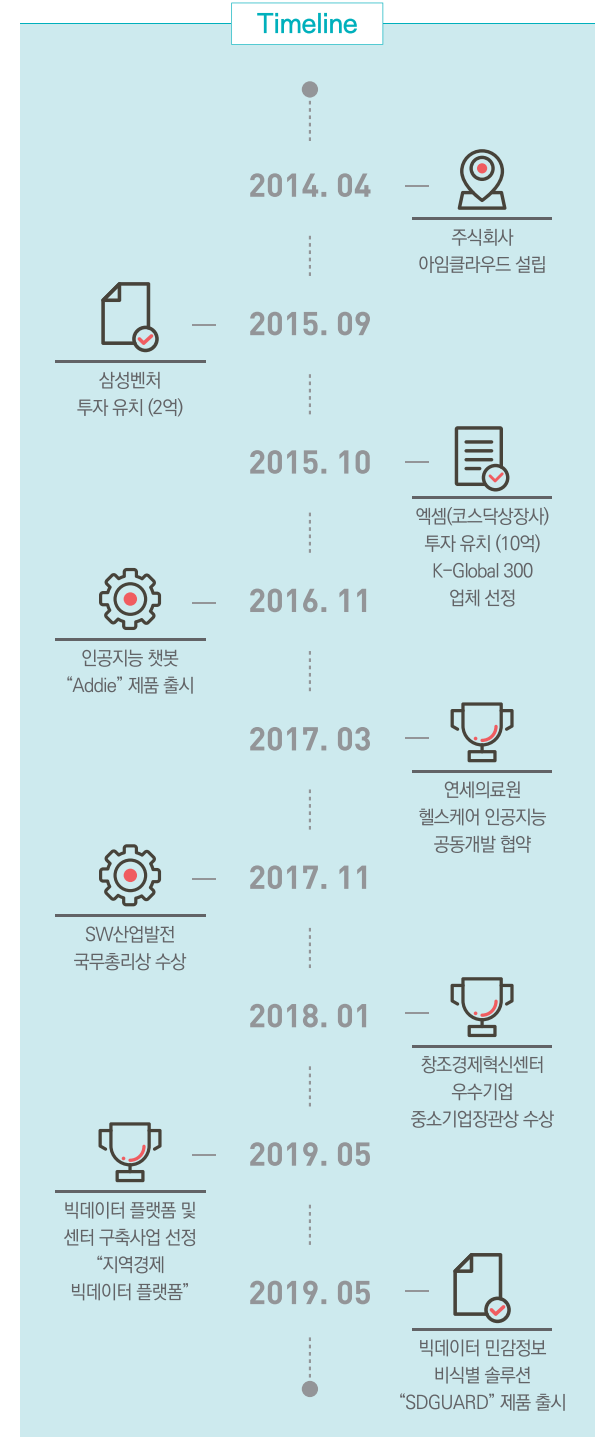 Timeline
2014. 04
주식회사
아임클라우드 설립
2015. 09
삼성벤처
투자 유치 (2억)
2015. 10
엑셈(코스닥상장사)
투자 유치 (10억)
K-Global 300
업체 선정
2016. 11
인공지능 챗봇
“Addie” 제품 출시
2017. 03
연세의료원
헬스케어 인공지능
공동개발 협약
2017. 11
SW산업발전
국무총리상 수상
2018. 01
창조경제혁신센터
우수기업
중소기업장관상 수상
2019. 05
빅데이터 플랫폼 및
센터 구축사업 선정
“지역경제
빅데이터 플랫폼”
2019. 05
빅데이터 민감정보
비식별 솔루션
“SDGUARD” 제품 출시